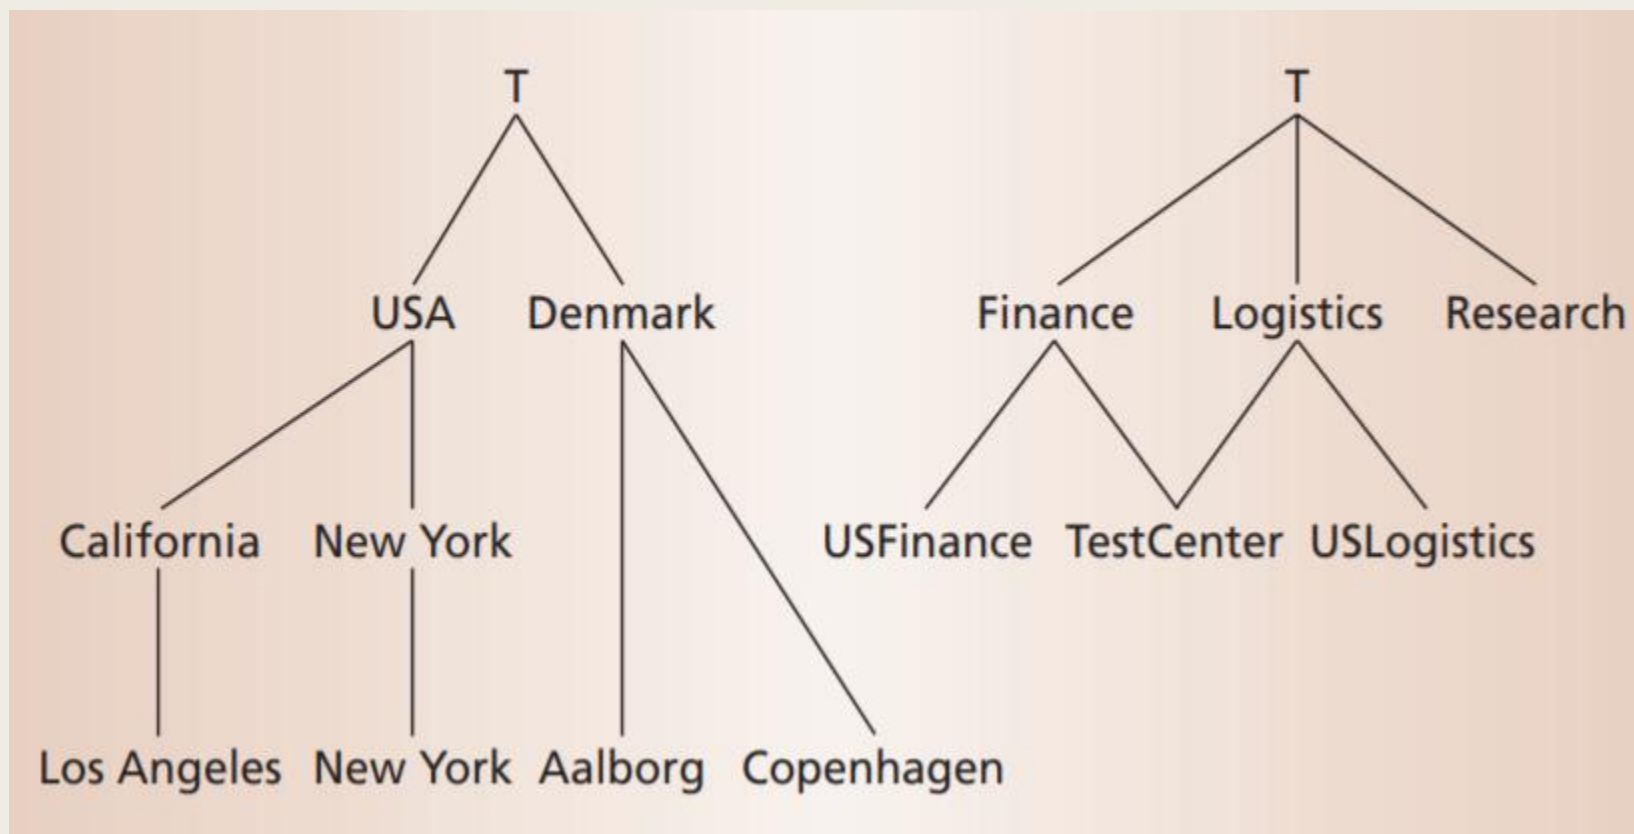 T T
USA Denmark Finance Logistics Research
California New York USFinance TestCenter USLogistics
Los Angeles New York Aalborg Copenhagen